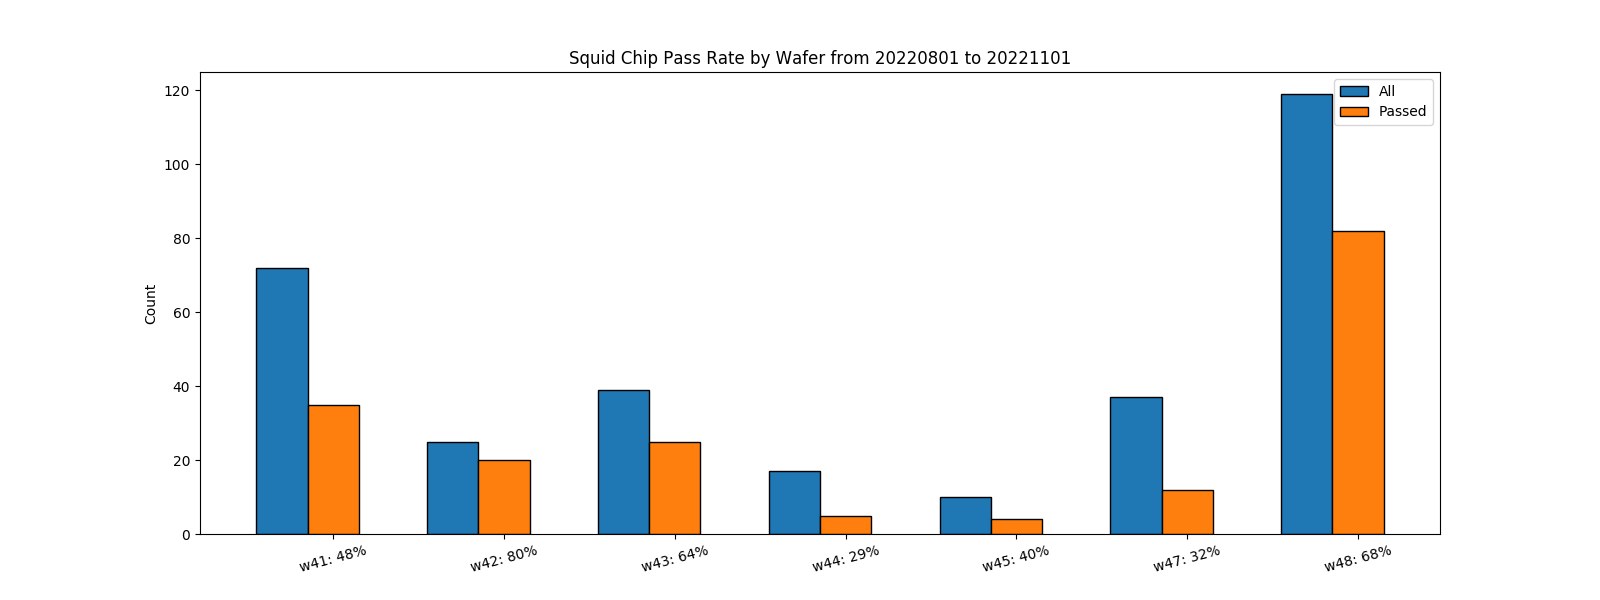 Squid Chip Pass Rate by Wafer from 20220801 to 20221101
120
100
80
60
40
20
0
Count
All
Passed
w41: 48%
w42: 80%
w43: 64%
w44: 29%
w45: 40%
w47: 32%
w48: 68%